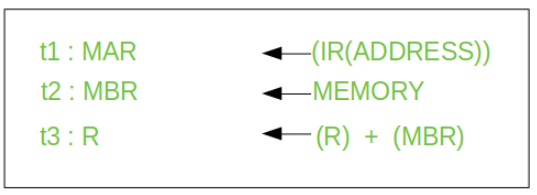 t1 : MAR ◄—(IR(ADDRESS))
t2 : MBR ◄—MEMORY
t3 : R ◄— (R) + (MBR)